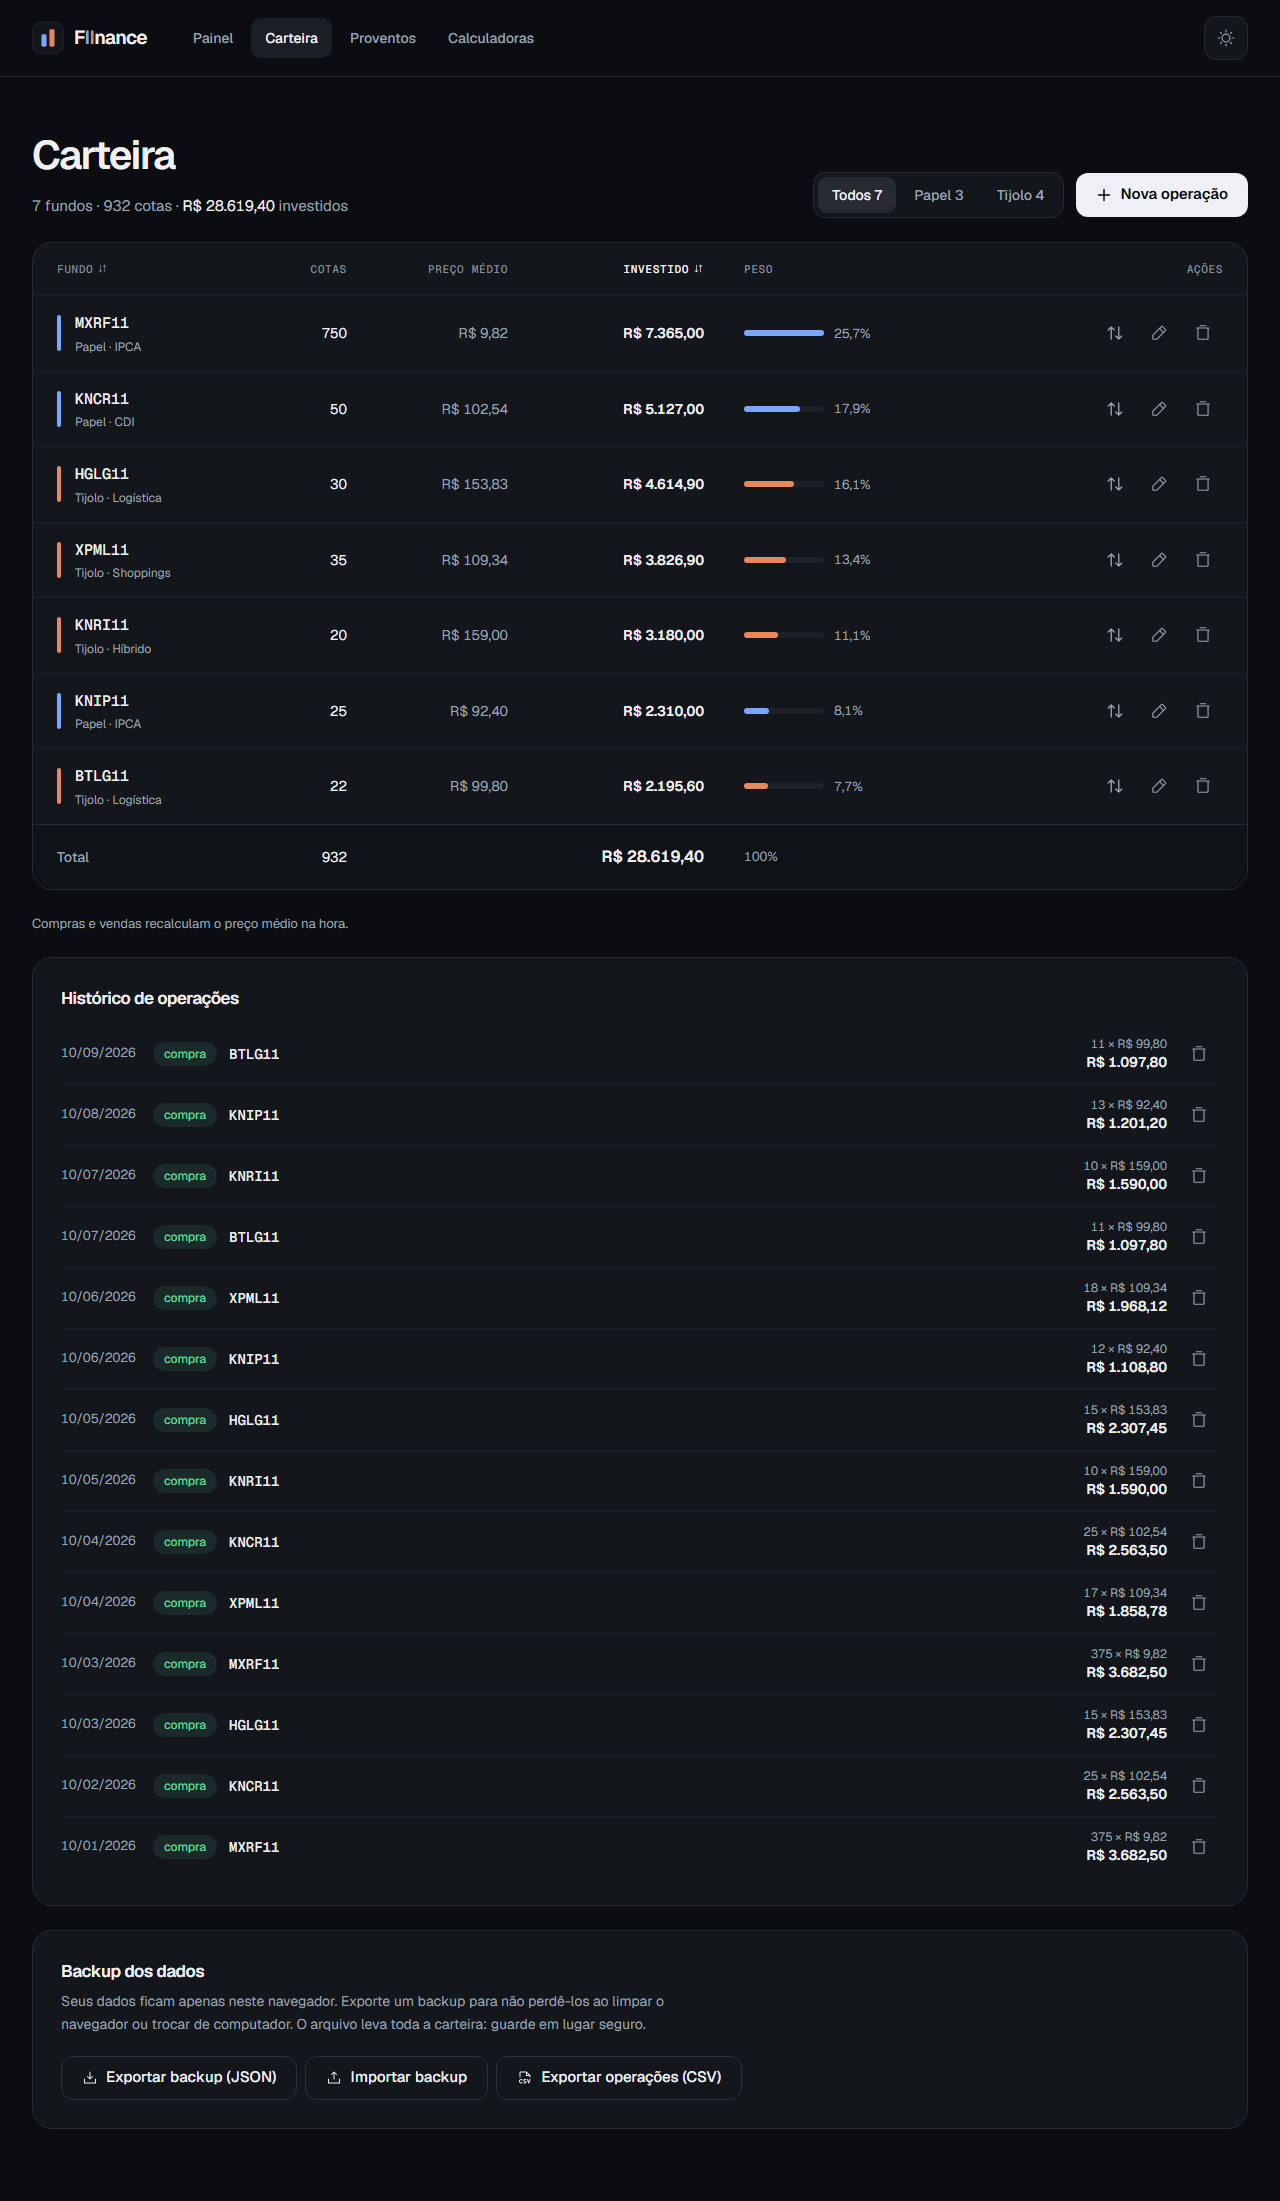 FIInance
Painel
Carteira
Proventos
Calculadoras
Carteira
7 fundos · 932 cotas · R$ 28.619,40 investidos
Todos 7
Papel 3
Tijolo 4
Nova operação
FUNDO COTAS PREÇO MÉDIO INVESTIDO PESO AÇÕES
MXRF11
Papel · IPCA
750 R$ 9,82 R$ 7.365,00 25,7%
KNCR11
Papel · CDI
50 R$ 102,54 R$ 5.127,00 17,9%
HGLG11
Tijolo · Logística
30 R$ 153,83 R$ 4.614,90 16,1%
XPML11
Tijolo · Shoppings
35 R$ 109,34 R$ 3.826,90 13,4%
KNRI11
Tijolo · Híbrido
20 R$ 159,00 R$ 3.180,00 11,1%
KNIP11
Papel · IPCA
25 R$ 92,40 R$ 2.310,00 8,1%
BTLG11
Tijolo · Logística
22 R$ 99,80 R$ 2.195,60 7,7%
Total 932 R$ 28.619,40 100%
Compras e vendas recalculam o preço médio na hora.
Histórico de operações
10/09/2026 compra BTLG11 11 × R$ 99,80
R$ 1.097,80
10/08/2026 compra KNIP11 13 × R$ 92,40
R$ 1.201,20
10/07/2026 compra KNRI11 10 × R$ 159,00
R$ 1.590,00
10/07/2026 compra BTLG11 11 × R$ 99,80
R$ 1.097,80
10/06/2026 compra XPML11 18 × R$ 109,34
R$ 1.968,12
10/06/2026 compra KNIP11 12 × R$ 92,40
R$ 1.108,80
10/05/2026 compra HGLG11 15 × R$ 153,83
R$ 2.307,45
10/05/2026 compra KNRI11 10 × R$ 159,00
R$ 1.590,00
10/04/2026 compra KNCR11 25 × R$ 102,54
R$ 2.563,50
10/04/2026 compra XPML11 17 × R$ 109,34
R$ 1.858,78
10/03/2026 compra MXRF11 375 × R$ 9,82
R$ 3.682,50
10/03/2026 compra HGLG11 15 × R$ 153,83
R$ 2.307,45
10/02/2026 compra KNCR11 25 × R$ 102,54
R$ 2.563,50
10/01/2026 compra MXRF11 375 × R$ 9,82
R$ 3.682,50
Backup dos dados
Seus dados ficam apenas neste navegador. Exporte um backup para não perdê-los ao limpar o
navegador ou trocar de computador. O arquivo leva toda a carteira: guarde em lugar seguro.
Exportar backup (JSON)
Importar backup
CSV Exportar operações (CSV)